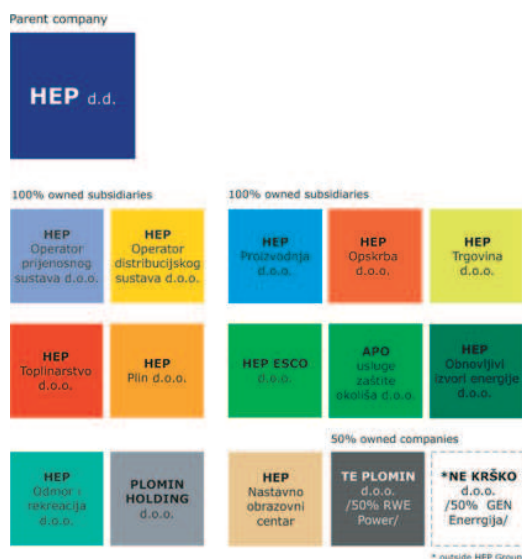 Parent company
HEP d.d.
100% owned subsidiaries
100% owned subsidiaries
HEP
Operator
prijenosnog
sustava d.o.o.
HEP
Operator
distribucijskog
sustava d.o.o.
HEP
Proizvodnja
d.o.o.
HEP
Opskrba
d.o.o.
HEP
Trgovina
d.o.o.
HEP
Toplinarstvo
d.o.o.
HEP
Plin d.o.o.
HEP ESCO
d.o.o.
APO
usluge
zaštite
okoliša d.o.o.
HEP
Obnovljivi
izvori energije
d.o.o.
50% owned companies
HEP
Odmor i
rekreacija
d.o.o.
PLOMIN
HOLDING
d.o.o.
HEP
Nastavno
obrazovni
centar
TE PLOMIN
d.o.o.
/50% RWE
Power/
*NE KRŠKO
d.o.o.
/50% GEN
Enerrgija/
* outside HEP Group